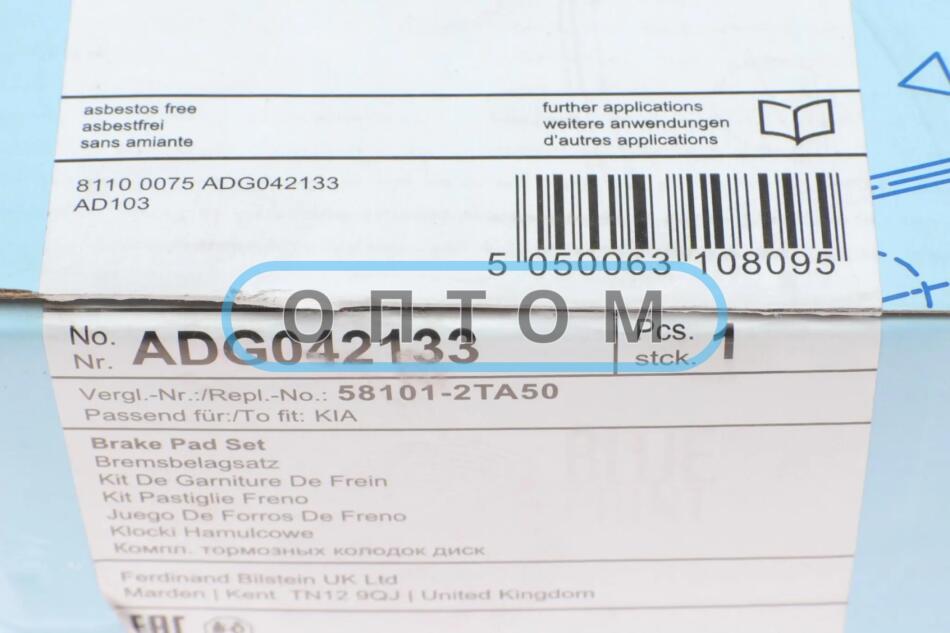 asbestos free
asbestfrei
sans amiante
further applications
weitere anwendungen
d'autres applications
8110 0075 ADG042133
AD103
5 050063 108095
ОПТОМ
No.
Nr.
ADG042133
Pcs.
stck.
1
Vergl.-Nr.:/Repl.-No.: 58101-2TA50
Passend für:/To fit: KIA
Brake Pad Set
Bremsbelagsatz
Kit De Garniture De Frein
Kit Pastiglie Freno
Juego De Forros De Freno
Klocki Hamulcowe
Компл. тормозных колодок диск
Ferdinand Bilstein UK Ltd
Marden | Kent TN12 9QJ | United Kingdom
EAC